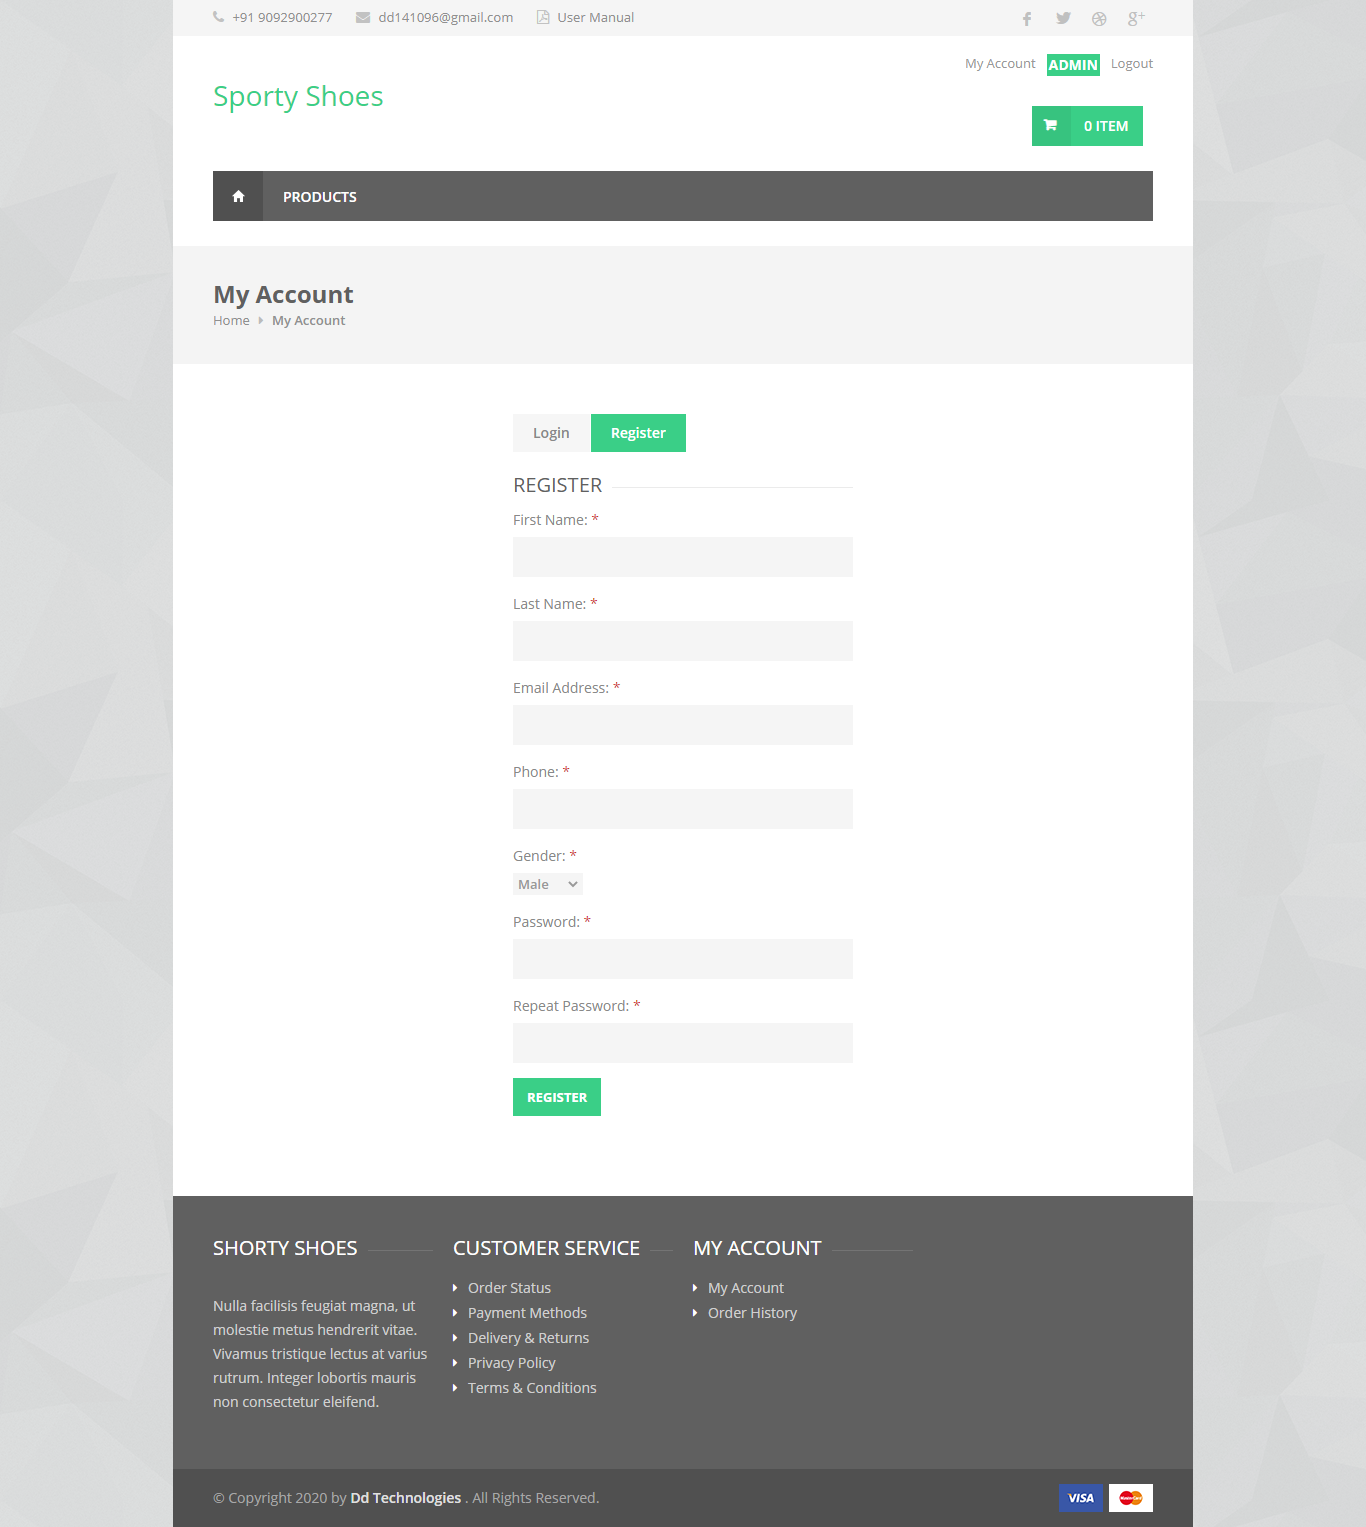 +91 9092900277 dd141096@gmail.com User Manual
My Account ADMIN Logout
Sporty Shoes
0 ITEM
PRODUCTS
My Account
Home My Account
Login Register
REGISTER
First Name: *
Last Name: *
Email Address: *
Phone: *
Gender: *
Male
Password: *
Repeat Password: *
REGISTER
SHORTY SHOES
Nulla facilisis feugiat magna, ut
molestie metus hendrerit vitae.
Vivamus tristique lectus at varius
rutrum. Integer lobortis mauris
non consectetur eleifend.
CUSTOMER SERVICE
Order Status
Payment Methods
Delivery & Returns
Privacy Policy
Terms & Conditions
MY ACCOUNT
My Account
Order History
© Copyright 2020 by Dd Technologies . All Rights Reserved.
VISA MasterCard